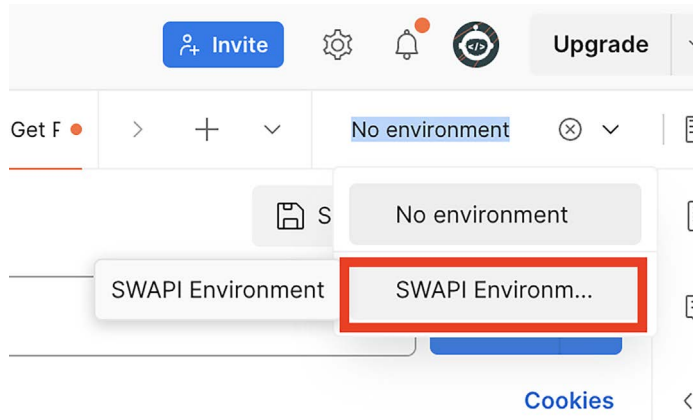 Invite
Upgrade
Get
No environment
S
No environment
SWAPI Environment
SWAPI Environm...
Cookies